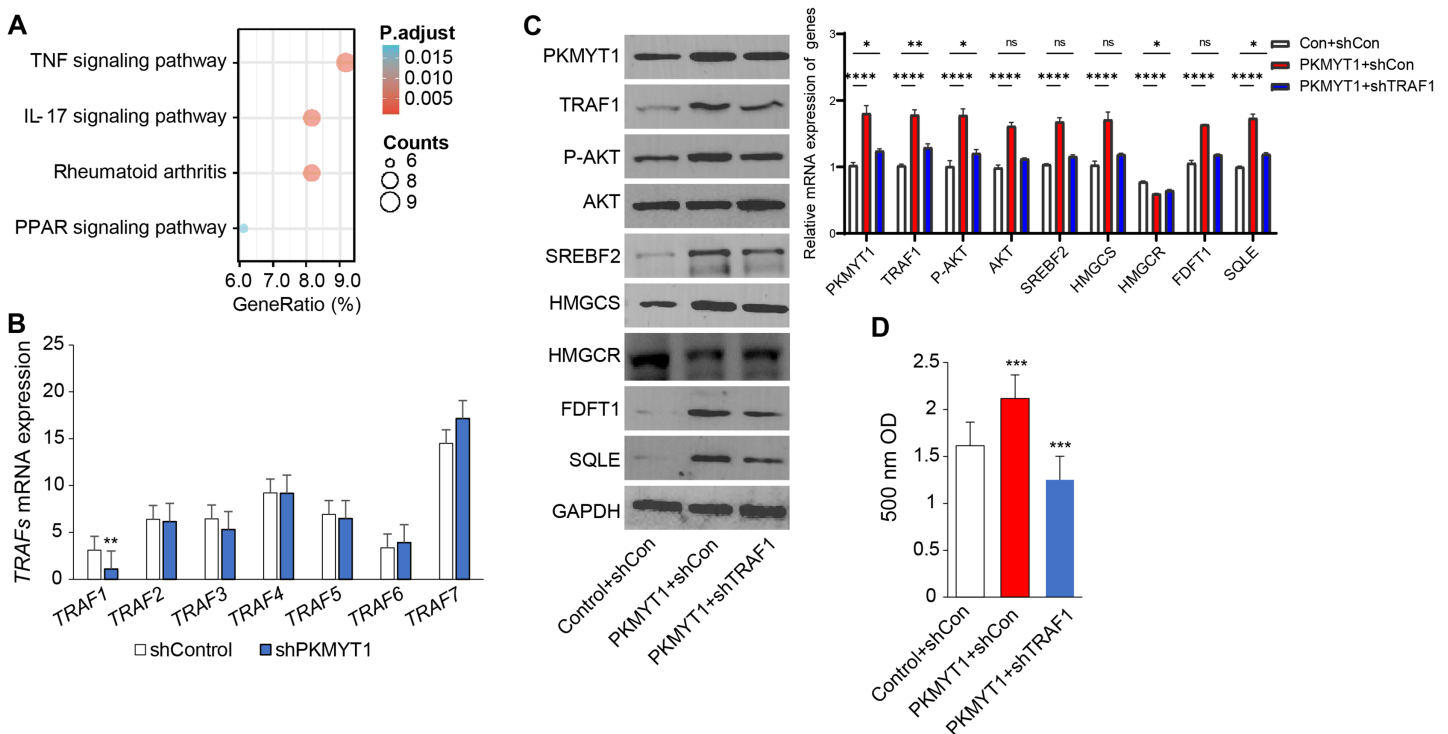 A
TNF signaling pathway
IL-17 signaling pathway
Rheumatoid arthritis
PPAR signaling pathway
6.0 7.0 8.0 9.0
GeneRatio (%)
P.adjust
0.015
0.010
0.005
Counts
6
8
9
B
TRAFs mRNA expression
25
20
15
10
5
0
**
TRAF1 TRAF2 TRAF3 TRAF4 TRAF5 TRAF6 TRAF7
shControl shPKMYT1
C
PKMYT1
TRAF1
P-AKT
AKT
SREBF2
HMGCS
HMGCR
FDFT1
SQLE
GAPDH
Control+shCon
PKMYT1+shCon
PKMYT1+shTRAF1
Relative mRNA expression of genes
3
2
1
0
* ** * ns ns ns * ns *
**** **** **** **** **** **** **** **** ****
PKMYT1 TRAF1 P-AKT AKT SREBF2 HMGCS HMGCR FDFT1 SQLE
Con+shCon
PKMYT1+shCon
PKMYT1+shTRAF1
D
500 nm OD
2.5
2
1.5
1
0.5
0
***
***
Control+shCon
PKMYT1+shCon
PKMYT1+shTRAF1